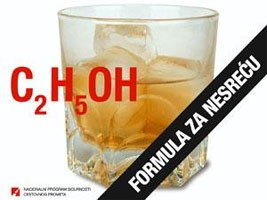 C₂H₅OH
FORMULA ZA NESREĆU
NACIONALNI PROGRAM SIGURNOSTI
CESTOVNOG PROMETA